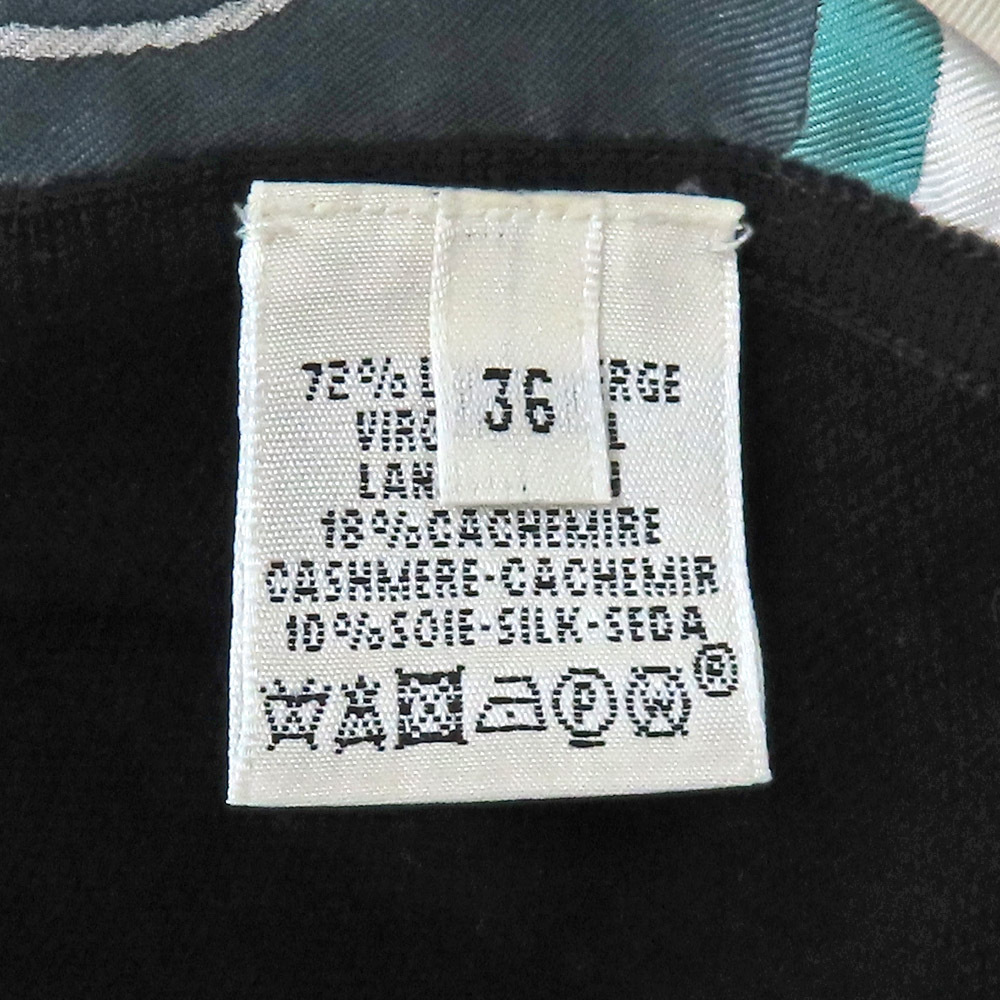 36
72% L RGE
VIRG
LAN
18% CACHEMIRE
CASHMERE-CACHEMIR
10% SOIE-SILK-SEDA
P W ®